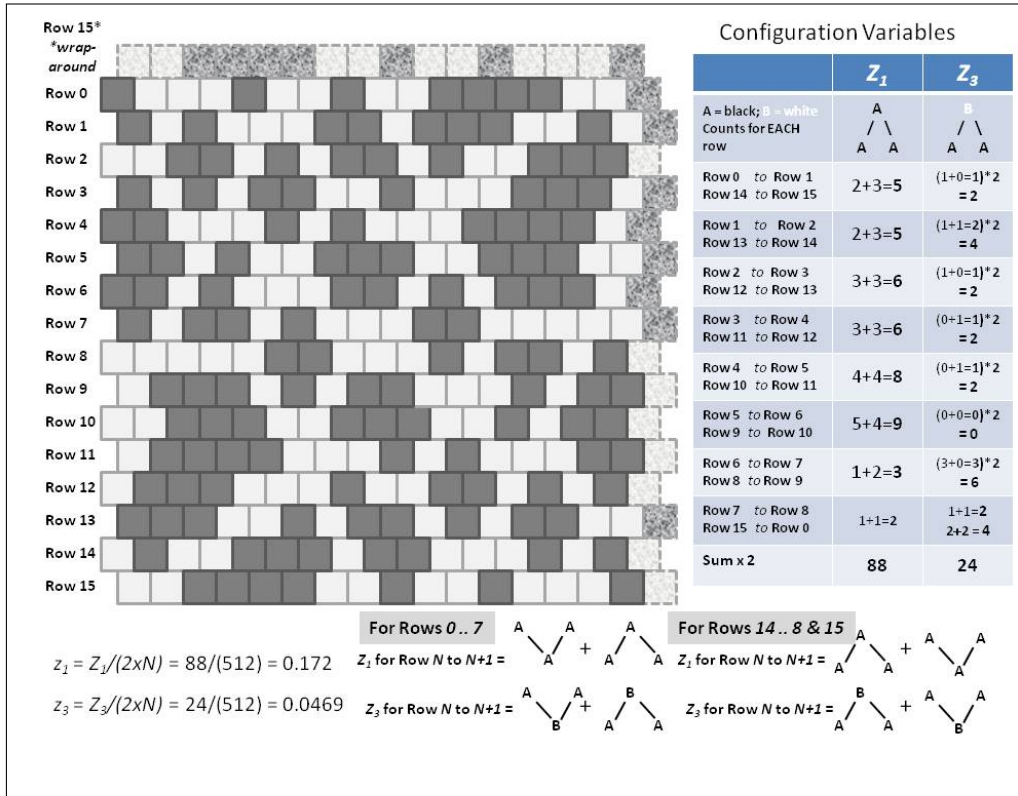 Row 15*
*wrap-
around
Row 0
Row 1
Row 2
Row 3
Row 4
Row 5
Row 6
Row 7
Row 8
Row 9
Row 10
Row 11
Row 12
Row 13
Row 14
Row 15
Configuration Variables
Z₁ Z₃
A = black; B = white
Counts for EACH
row
A
/ \
A A
B
/ \
A A
Row 0 to Row 1
Row 14 to Row 15
2+3=5
(1+0=1)*2
= 2
Row 1 to Row 2
Row 13 to Row 14
2+3=5
(1+1=2)*2
= 4
Row 2 to Row 3
Row 12 to Row 13
3+3=6
(1+0=1)*2
= 2
Row 3 to Row 4
Row 11 to Row 12
3+3=6
(0+1=1)*2
= 2
Row 4 to Row 5
Row 10 to Row 11
4+4=8
(0+1=1)*2
= 2
Row 5 to Row 6
Row 9 to Row 10
5+4=9
(0+0=0)*2
= 0
Row 6 to Row 7
Row 8 to Row 9
1+2=3
(3+0=3)*2
= 6
Row 7 to Row 8
Row 15 to Row 0
1+1=2
1+1=2
2+2 = 4
Sum x 2 88 24
z₁ = Z₁/(2xN) = 88/(512) = 0.172
z₃ = Z₃/(2xN) = 24/(512) = 0.0469
For Rows 0 .. 7
Z₁ for Row N to N+1 =
A A
A
+
A
A A
Z₃ for Row N to N+1 =
A A
B
+
B
A A
For Rows 14 .. 8 & 15
Z₁ for Row N to N+1 =
A
A A
+
A A
A
Z₃ for Row N to N+1 =
B
A A
+
A A
B